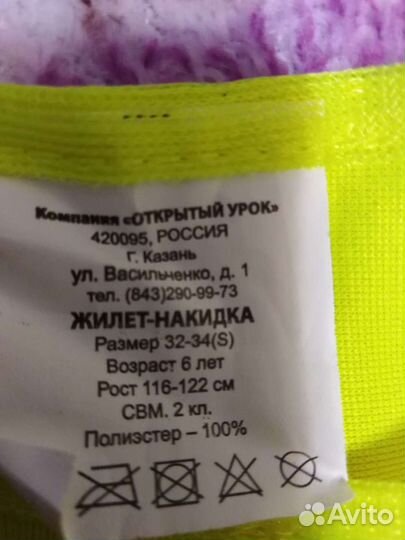 Компания «ОТКРЫТЫЙ УРОК»
420095, РОССИЯ
г. Казань
ул. Васильченко, д. 1
тел. (843)290-99-73
ЖИЛЕТ-НАКИДКА
Размер 32-34(S)
Возраст 6 лет
Рост 116-122 см
СВМ. 2 кл.
Полиэстер – 100%
Avito